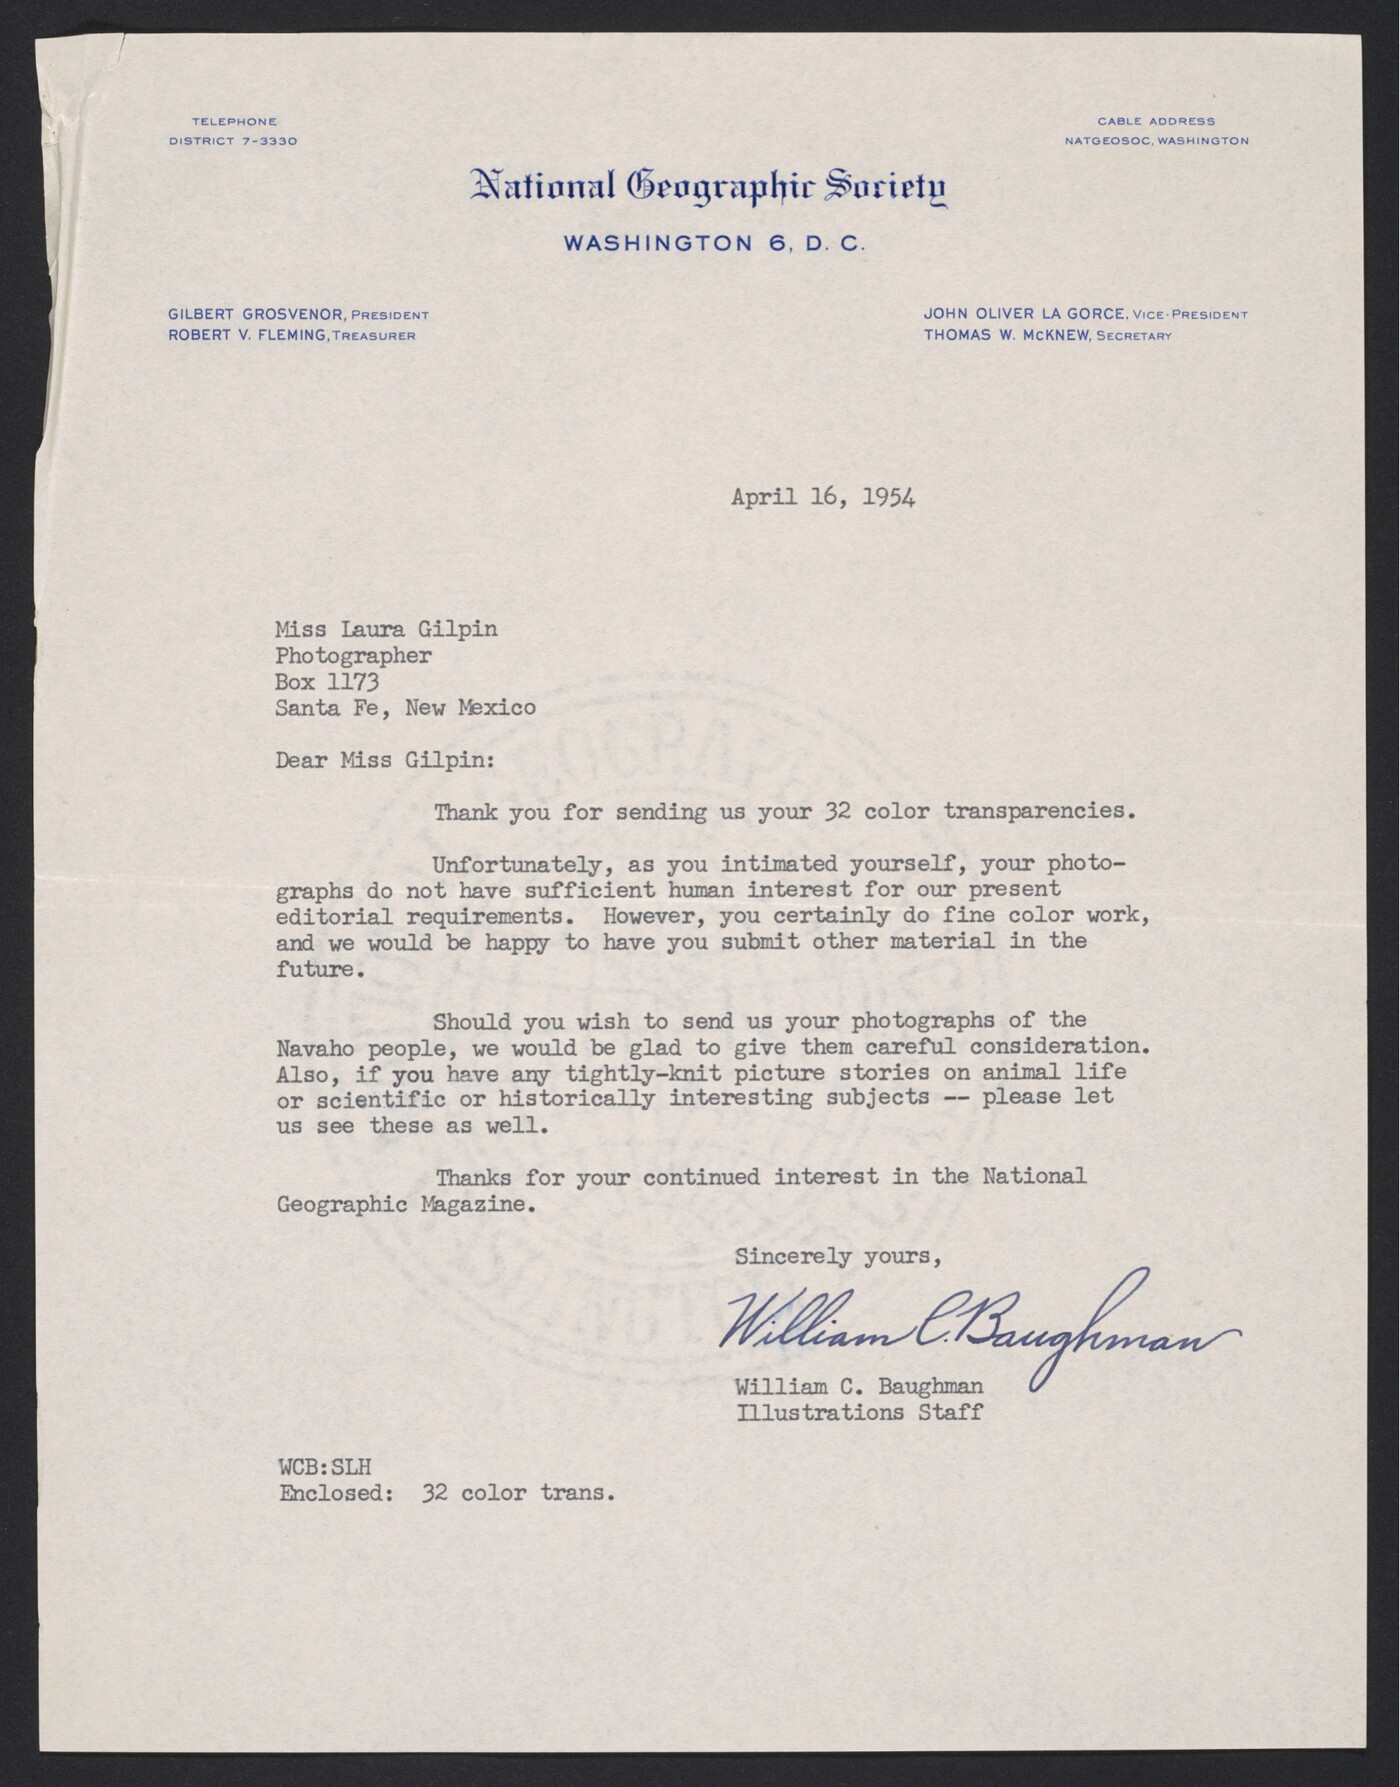 TELEPHONE
DISTRICT 7-3330
CABLE ADDRESS
NATGEOSOC, WASHINGTON
National Geographic Society
WASHINGTON 6, D. C.
GILBERT GROSVENOR, PRESIDENT
ROBERT V. FLEMING, TREASURER
JOHN OLIVER LA GORCE, VICE-PRESIDENT
THOMAS W. McKNEW, SECRETARY
April 16, 1954
Miss Laura Gilpin
Photographer
Box 1173
Santa Fe, New Mexico
Dear Miss Gilpin:
Thank you for sending us your 32 color transparencies.
Unfortunately, as you intimated yourself, your photo-
graphs do not have sufficient human interest for our present
editorial requirements. However, you certainly do fine color work,
and we would be happy to have you submit other material in the
future.
Should you wish to send us your photographs of the
Navaho people, we would be glad to give them careful consideration.
Also, if you have any tightly-knit picture stories on animal life
or scientific or historically interesting subjects -- please let
us see these as well.
Thanks for your continued interest in the National
Geographic Magazine.
Sincerely yours,
William C. Baughman
William C. Baughman
Illustrations Staff
WCB:SLH
Enclosed: 32 color trans.